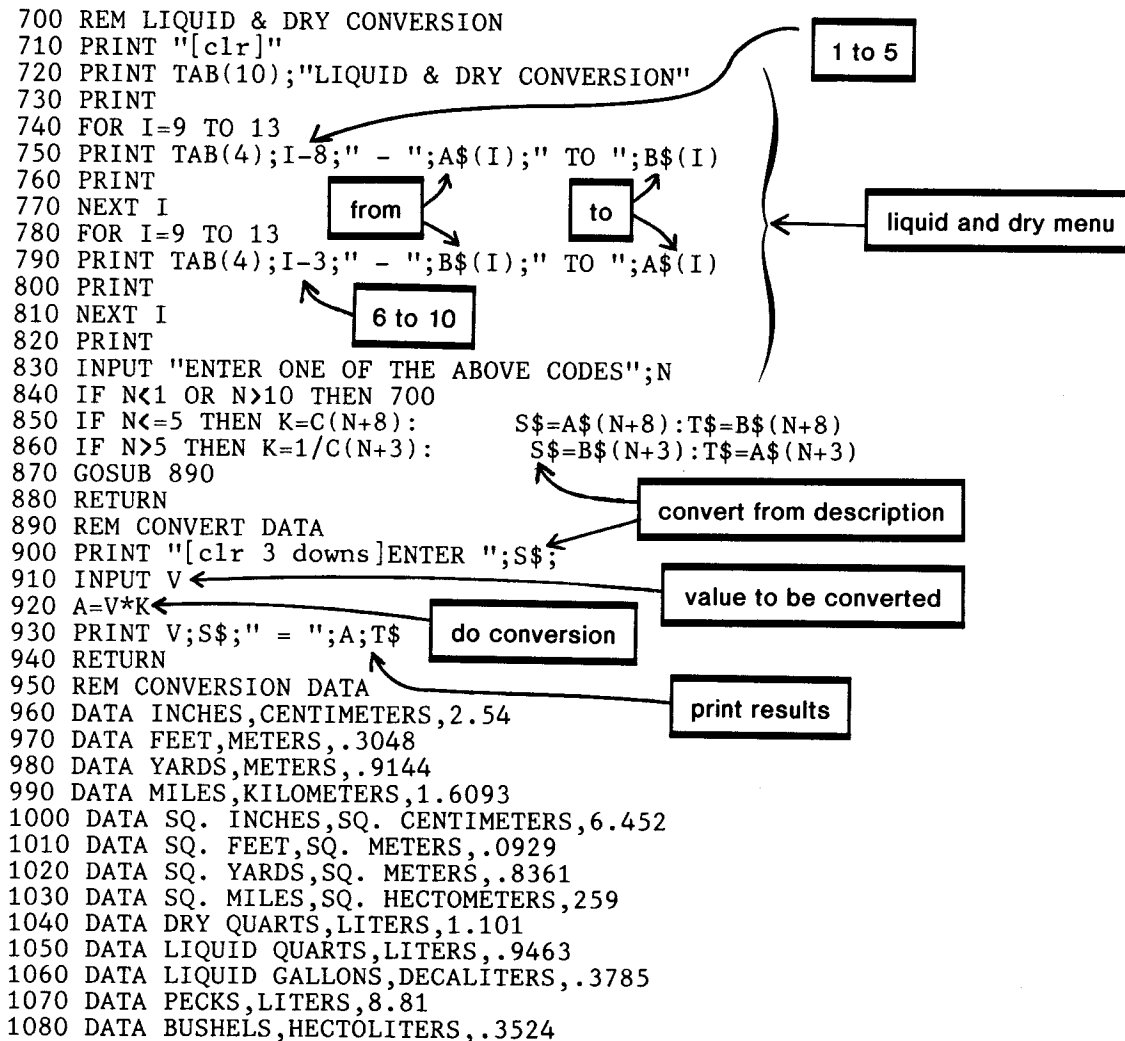 700 REM LIQUID & DRY CONVERSION
710 PRINT "[clr]"
1 to 5
720 PRINT TAB(10);"LIQUID & DRY CONVERSION"
730 PRINT
740 FOR I=9 TO 13
750 PRINT TAB(4);I-8;" - ";A$(I);" TO ";B$(I)
760 PRINT
770 NEXT I
from
to
liquid and dry menu
780 FOR I=9 TO 13
790 PRINT TAB(4);I-3;" - ";B$(I);" TO ";A$(I)
800 PRINT
810 NEXT I
6 to 10
820 PRINT
830 INPUT "ENTER ONE OF THE ABOVE CODES";N
840 IF N<1 OR N>10 THEN 700
850 IF N<=5 THEN K=C(N+8): S$=A$(N+8):T$=B$(N+8)
860 IF N>5 THEN K=1/C(N+3): S$=B$(N+3):T$=A$(N+3)
870 GOSUB 890
880 RETURN
convert from description
890 REM CONVERT DATA
900 PRINT "[clr 3 downs]ENTER ";S$;
910 INPUT V
value to be converted
920 A=V*K
do conversion
930 PRINT V;S$;" = ";A;T$
940 RETURN
950 REM CONVERSION DATA
print results
960 DATA INCHES,CENTIMETERS,2.54
970 DATA FEET,METERS,.3048
980 DATA YARDS,METERS,.9144
990 DATA MILES,KILOMETERS,1.6093
1000 DATA SQ. INCHES,SQ. CENTIMETERS,6.452
1010 DATA SQ. FEET,SQ. METERS,.0929
1020 DATA SQ. YARDS,SQ. METERS,.8361
1030 DATA SQ. MILES,SQ. HECTOMETERS,259
1040 DATA DRY QUARTS,LITERS,1.101
1050 DATA LIQUID QUARTS,LITERS,.9463
1060 DATA LIQUID GALLONS,DECALITERS,.3785
1070 DATA PECKS,LITERS,8.81
1080 DATA BUSHELS,HECTOLITERS,.3524